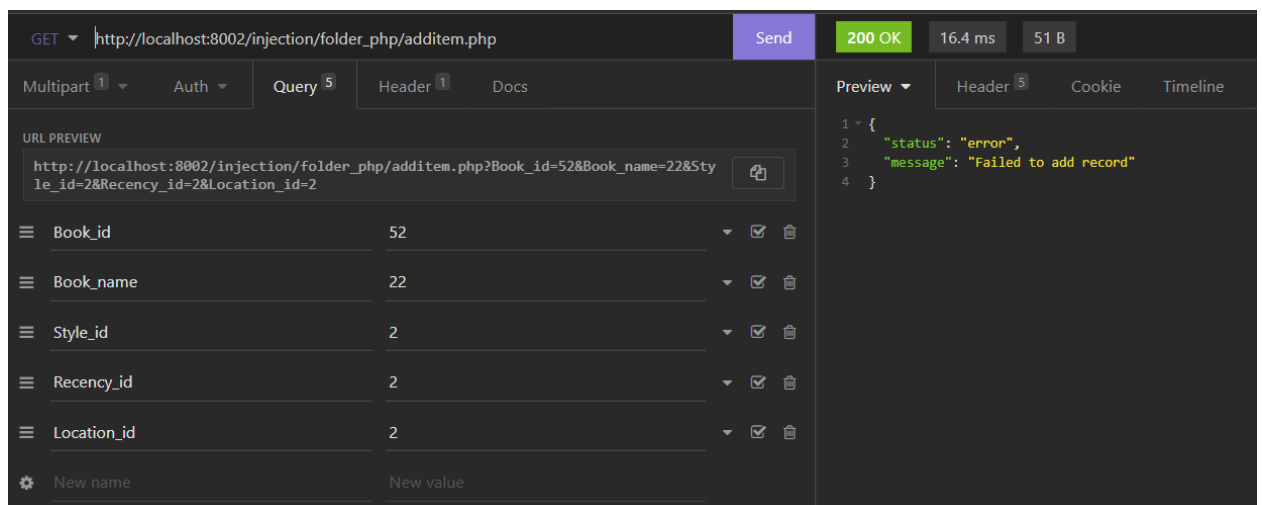 GET http://localhost:8002/injection/folder_php/additem.php Send 200 OK 16.4 ms 51 B
Multipart 1 Auth Query 5 Header 1 Docs Preview Header 5 Cookie Timeline
URL PREVIEW
http://localhost:8002/injection/folder_php/additem.php?Book_id=52&Book_name=22&Sty
le_id=2&Recency_id=2&Location_id=2
Book_id 52
Book_name 22
Style_id 2
Recency_id 2
Location_id 2
New name New value
1 {
2 "status": "error",
3 "message": "Failed to add record"
4 }